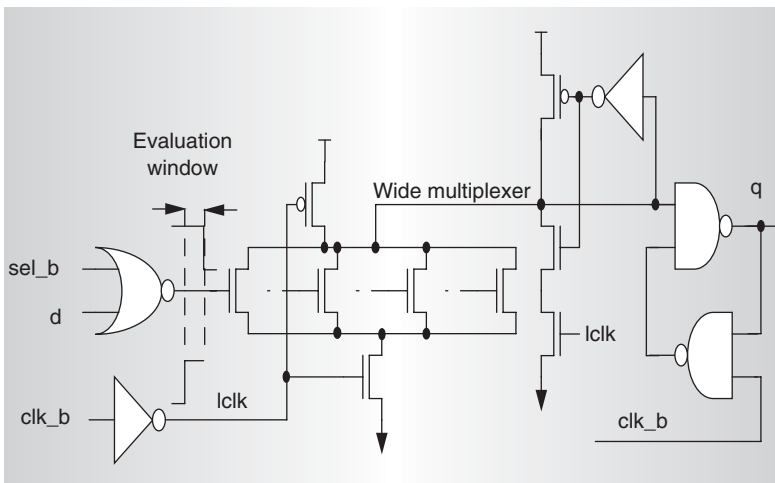 Evaluation
window
Wide multiplexer
q
sel_b
d
lclk
clk_b
lclk
clk_b